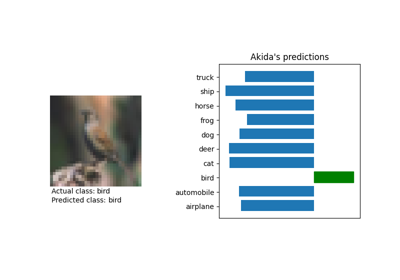 Akida's predictions
truck
ship
horse
frog
dog
deer
cat
bird
automobile
airplane
Actual class: bird
Predicted class: bird